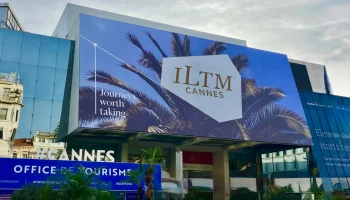 iLTM
CANNES
Journeys
worth
taking
CANNES
OFFICE DE TOURISME